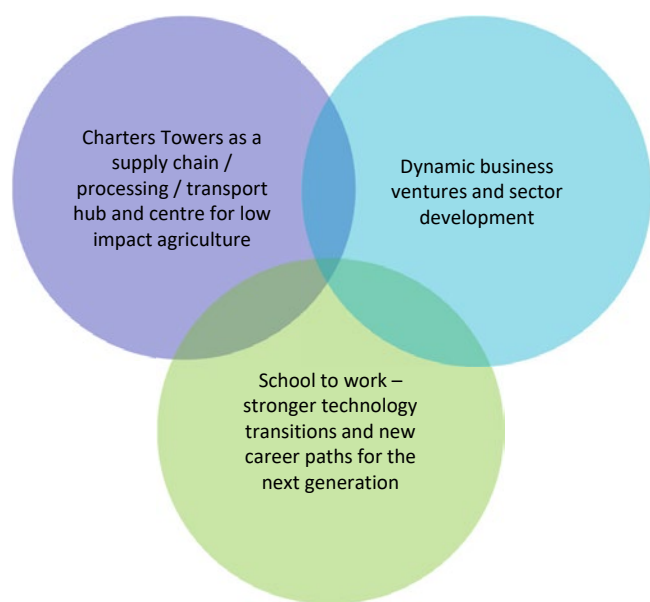 Charters Towers as a
supply chain /
processing / transport
hub and centre for low
impact agriculture
Dynamic business
ventures and sector
development
School to work –
stronger technology
transitions and new
career paths for the
next generation